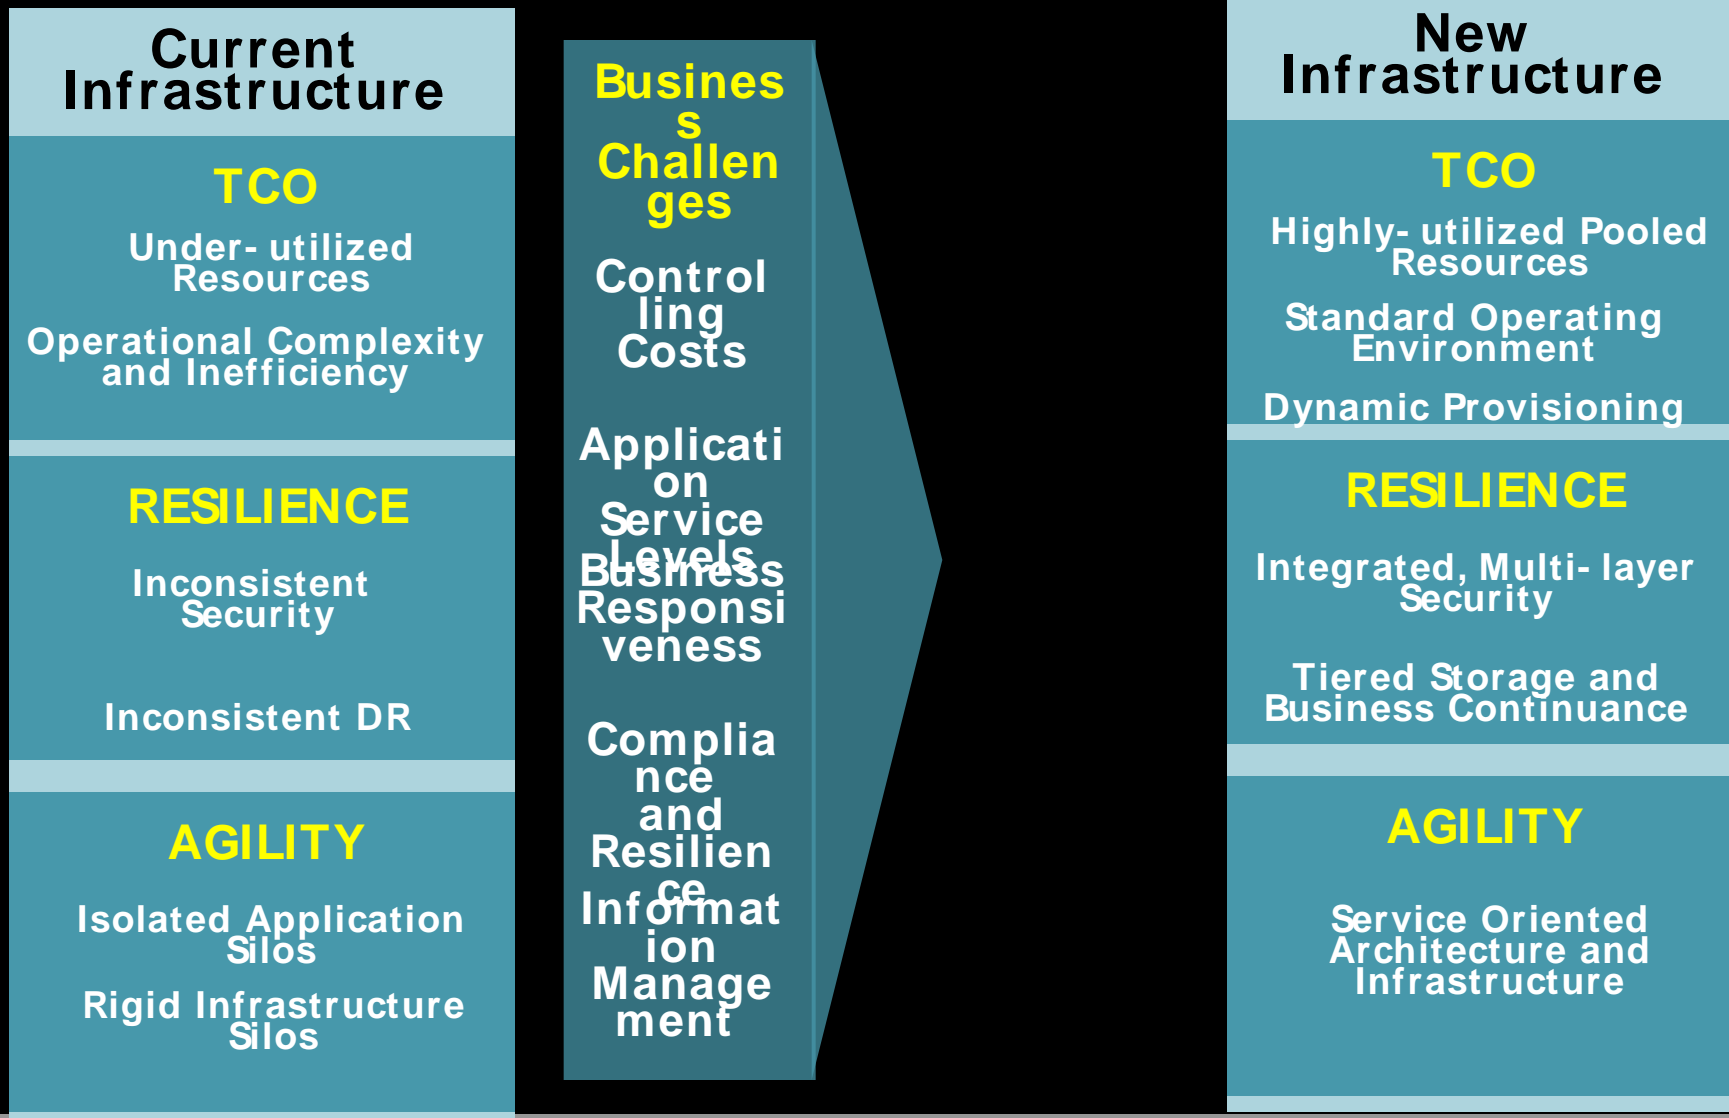 Current
Infrastructure
TCO
Under- utilized
Resources
Operational Complexity
and Inefficiency
RESILIENCE
Inconsistent
Security
Inconsistent DR
AGILITY
Isolated Application
Silos
Rigid Infrastructure
Silos
Busines
s
Challen
ges
Control
ling
Costs
Applicati
on
Service
Levels
Business
Responsi
veness
Complia
nce
and
Resilien
ce
Informat
ion
Manage
ment
New
Infrastructure
TCO
Highly- utilized Pooled
Resources
Standard Operating
Environment
Dynamic Provisioning
RESILIENCE
Integrated, Multi- layer
Security
Tiered Storage and
Business Continuance
AGILITY
Service Oriented
Architecture and
Infrastructure